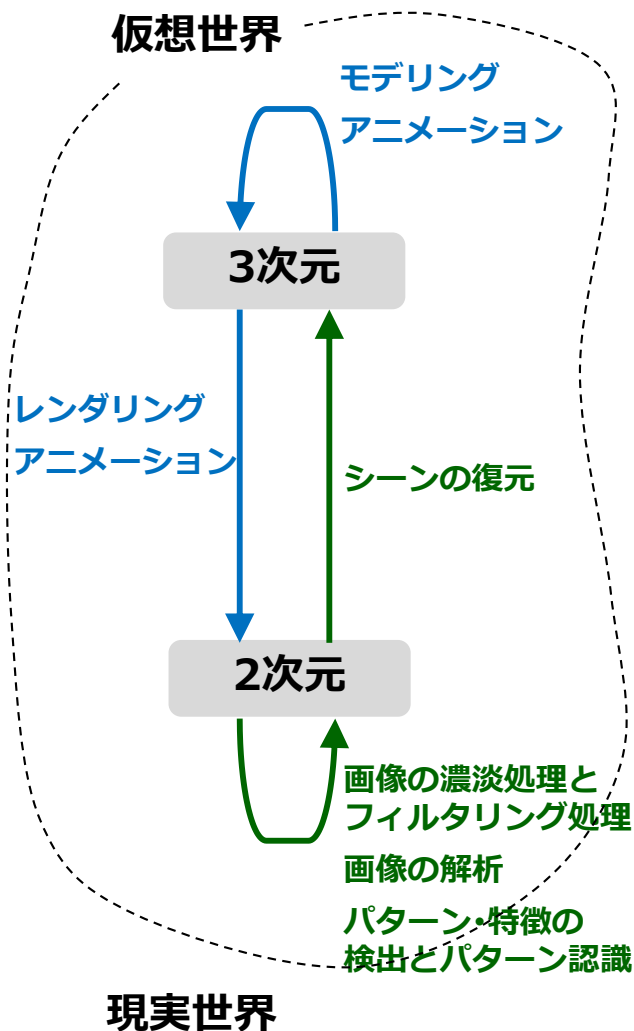 仮想世界
モデリング
アニメーション
3次元
レンダリング
アニメーション
シーンの復元
2次元
画像の濃淡処理と
フィルタリング処理
画像の解析
パターン・特徴の
検出とパターン認識
現実世界